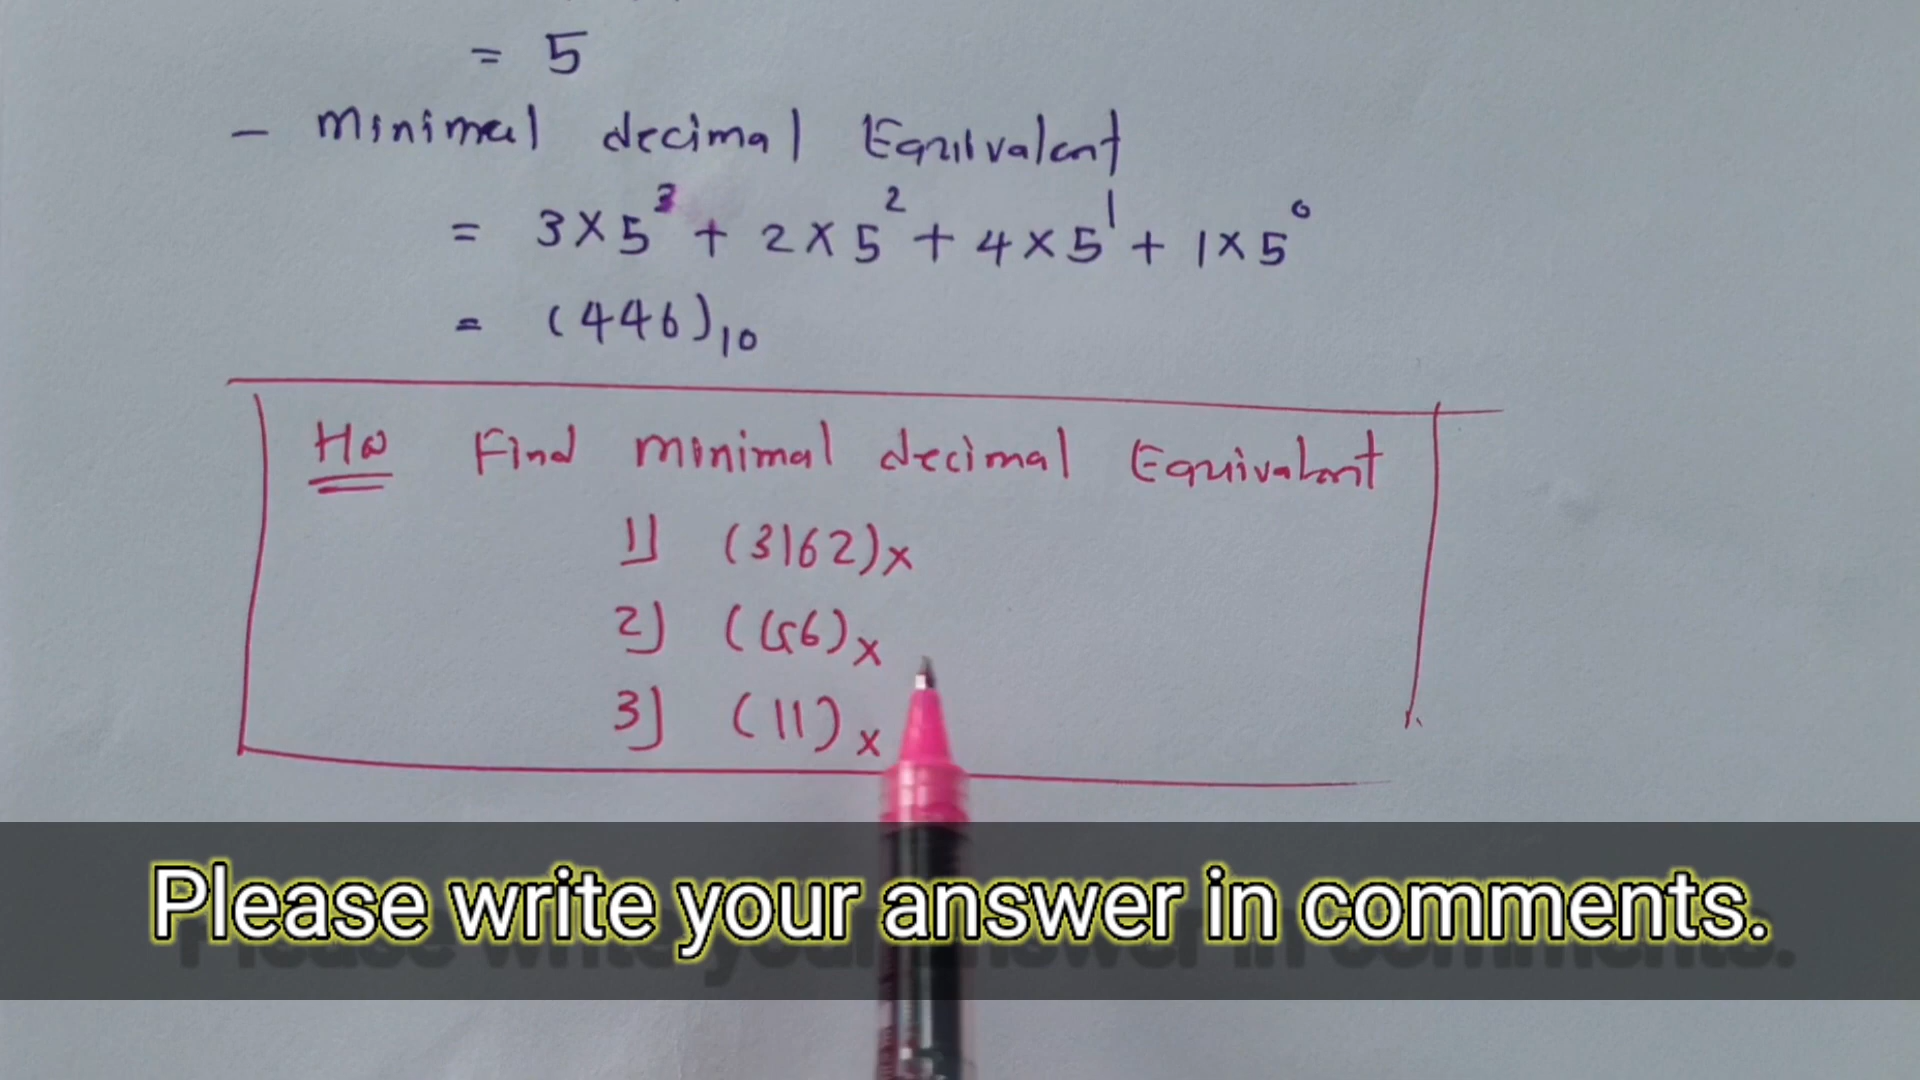 = 5
- Minimal decimal Equivalent
= 3 × 5³ + 2 × 5² + 4 × 5¹ + 1 × 5⁰
= (446)₁₀
HW Find minimal decimal Equivalent
1) (3162)ₓ
2) (G56)ₓ
3) (11)ₓ
Please write your answer in comments.